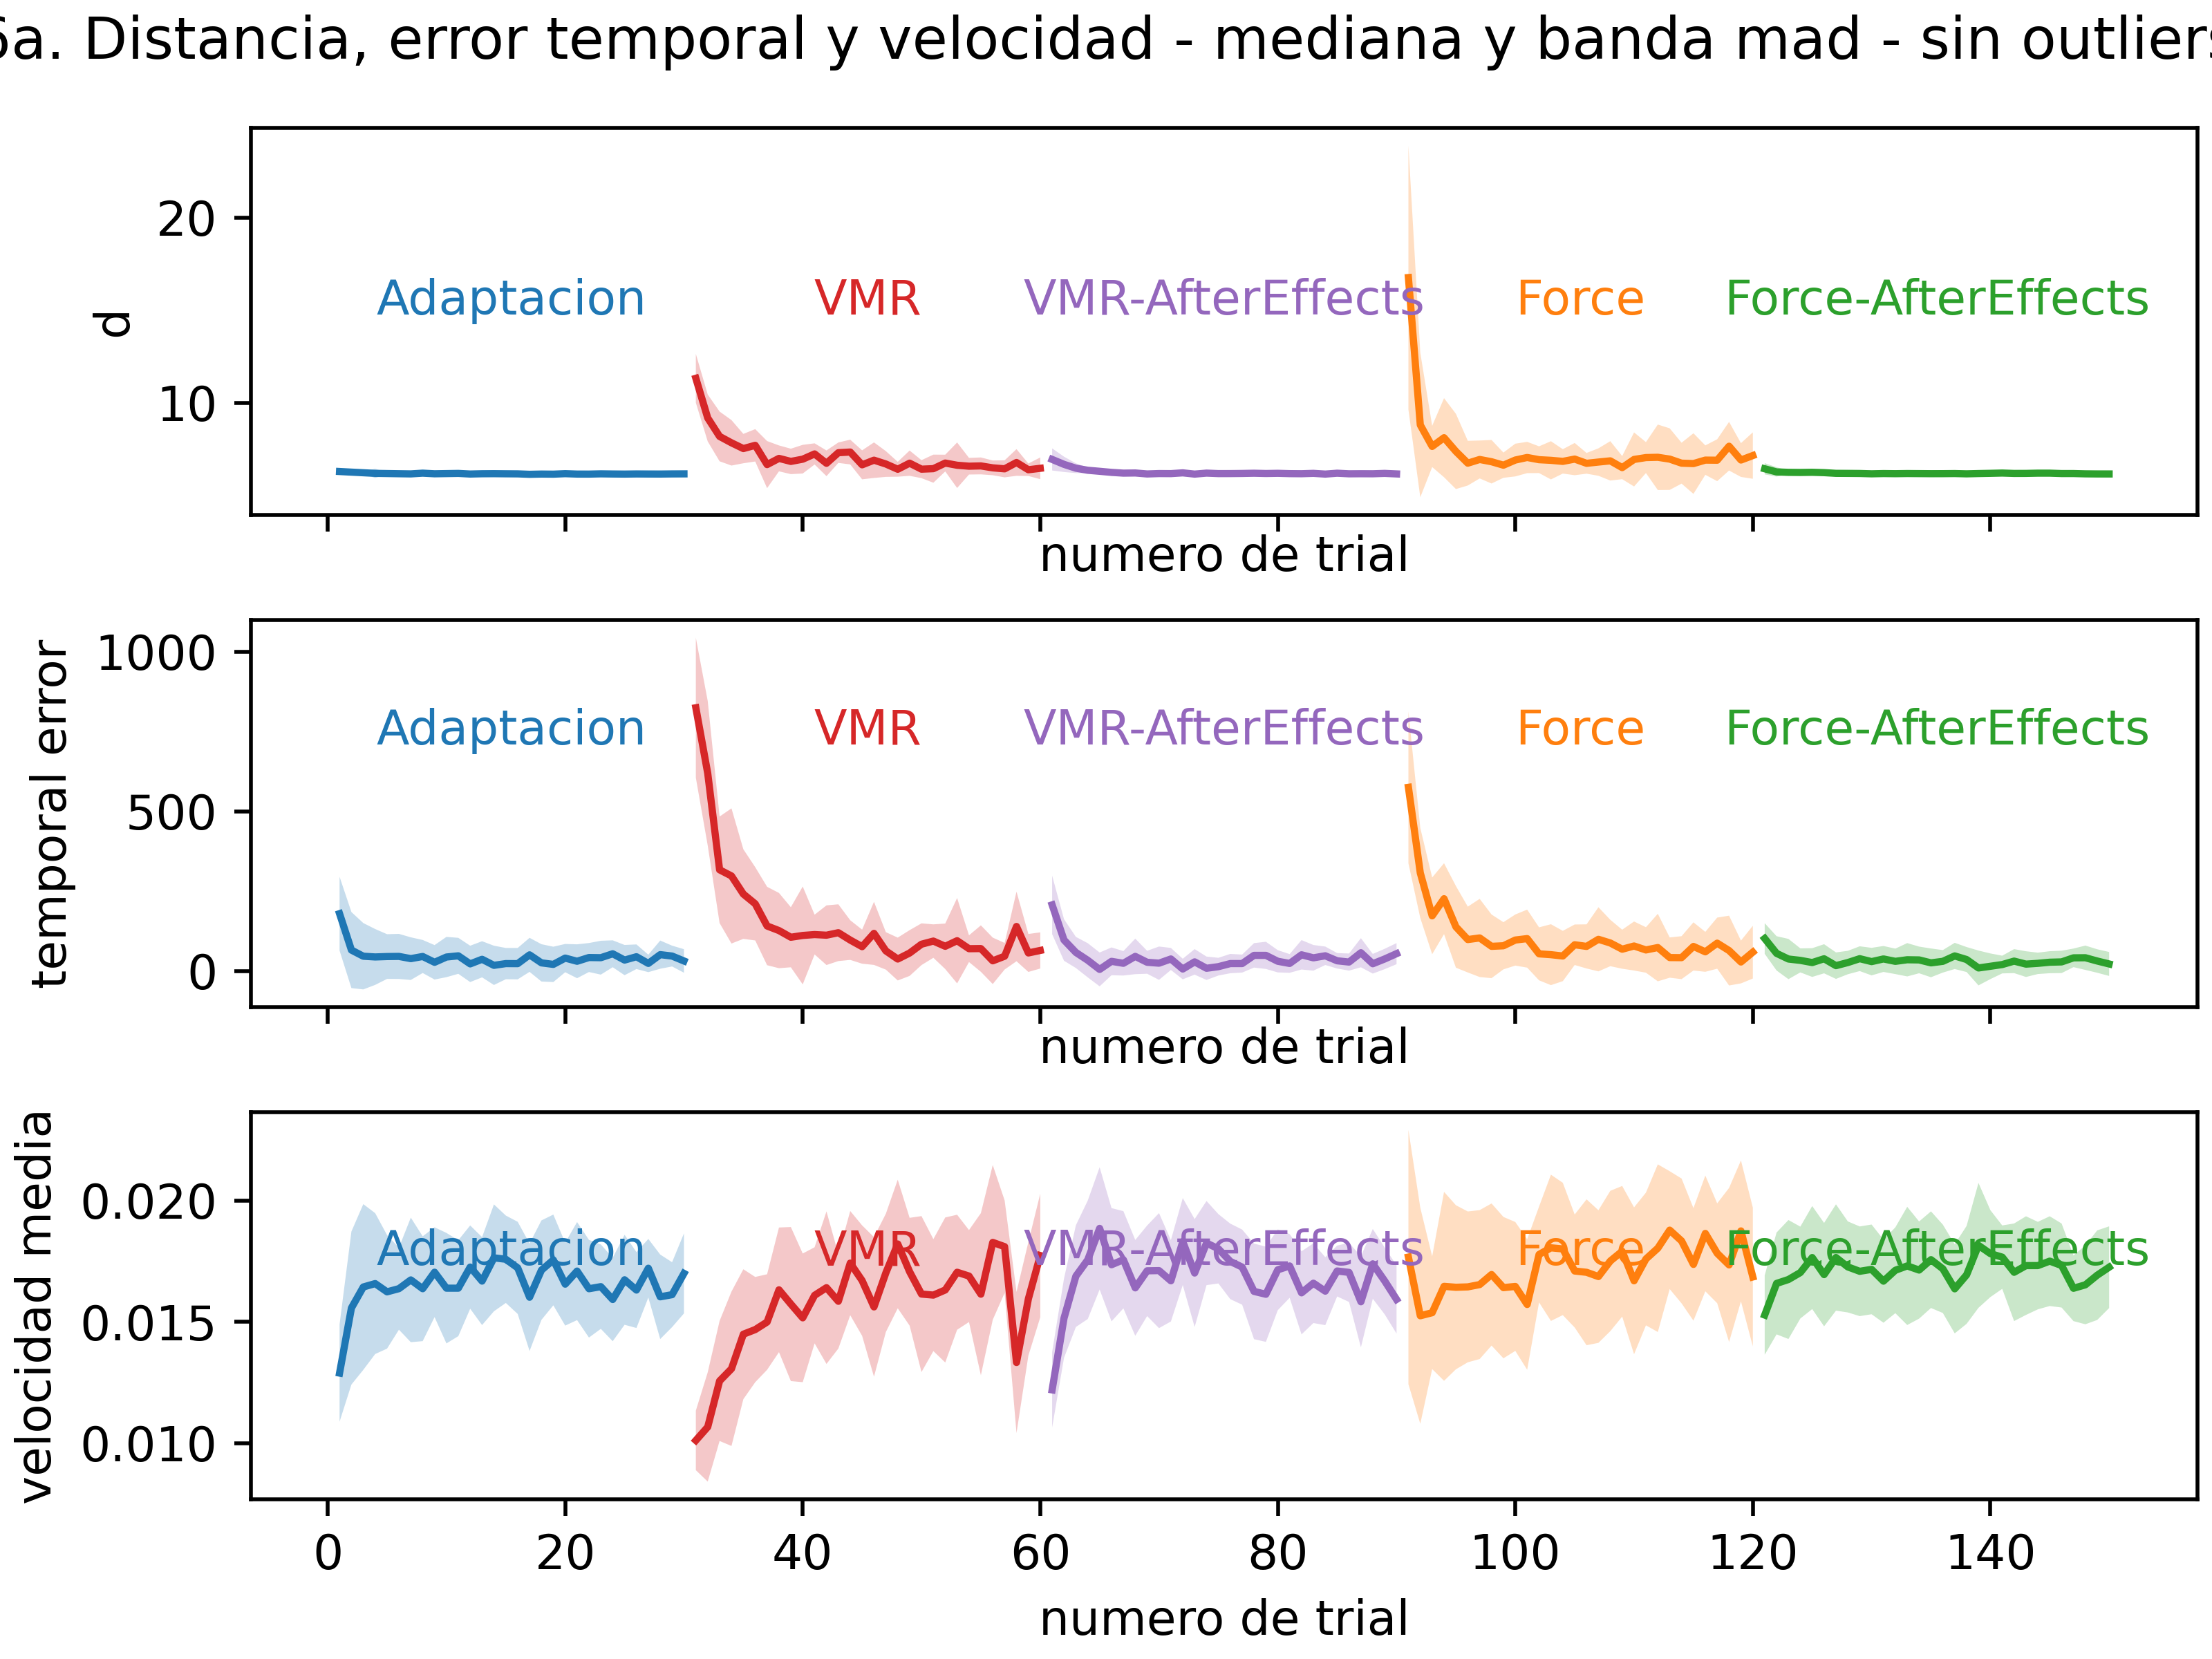 6a. Distancia, error temporal y velocidad - mediana y banda mad - sin outliers
20
10
d
Adaptacion VMR VMR-AfterEffects Force Force-AfterEffects
numero de trial
1000
500
0
temporal error
Adaptacion VMR VMR-AfterEffects Force Force-AfterEffects
numero de trial
0.020
0.015
0.010
velocidad media
Adaptacion VMR VMR-AfterEffects Force Force-AfterEffects
0 20 40 60 80 100 120 140
numero de trial